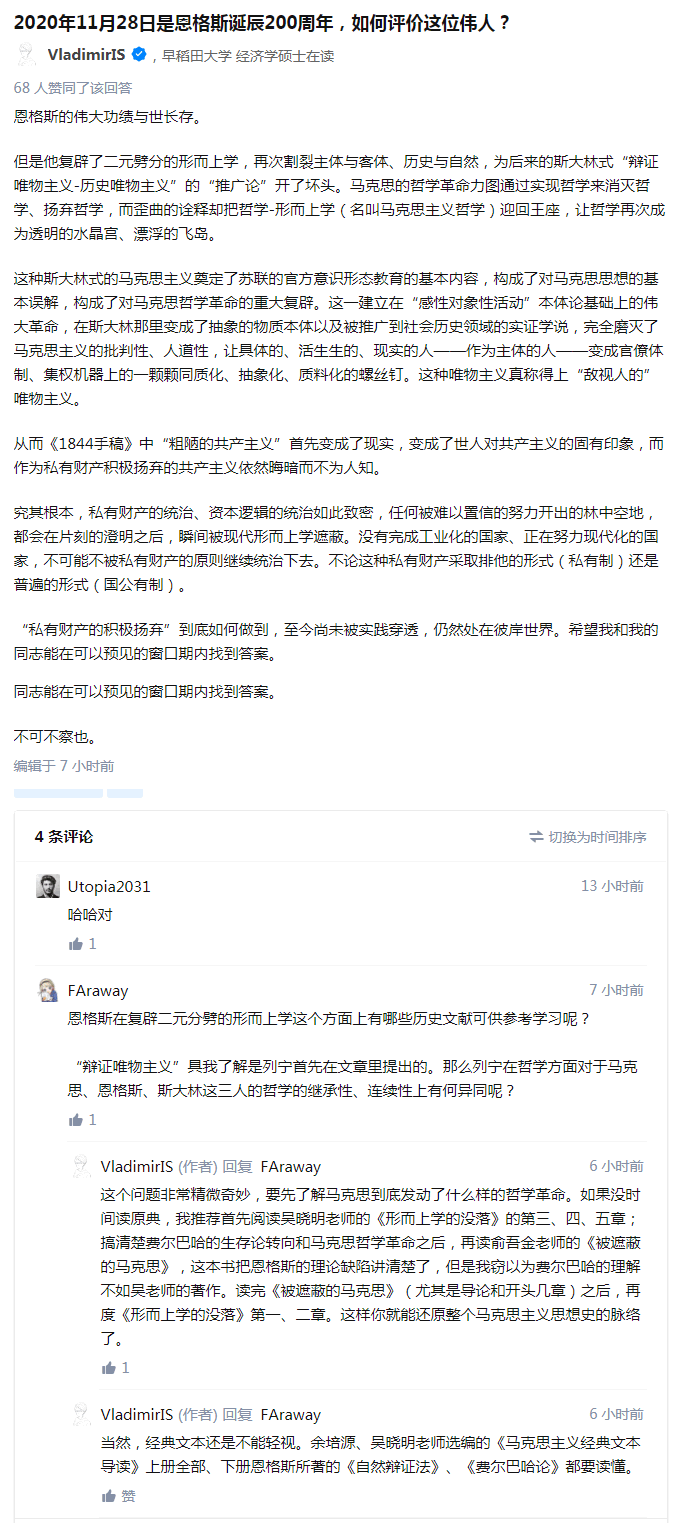 2020年11月28日是恩格斯诞辰200周年，如何评价这位伟人？
VladimirIS ，早稻田大学 经济学硕士在读
68 人赞同了该回答
恩格斯的伟大功绩与世长存。
但是他复辟了二元劈分的形而上学，再次割裂主体与客体、历史与自然，为后来的斯大林式“辩证
唯物主义-历史唯物主义”的“推广论”开了坏头。马克思的哲学革命力图通过实现哲学来消灭哲
学、扬弃哲学，而歪曲的诠释却把哲学-形而上学（名叫马克思主义哲学）迎回王座，让哲学再次成
为透明的水晶宫、漂浮的飞岛。
这种斯大林式的马克思主义奠定了苏联的官方意识形态教育的基本内容，构成了对马克思思想的基
本误解，构成了对马克思哲学革命的重大复辟。这一建立在“感性对象性活动”本体论基础上的伟
大革命，在斯大林那里变成了抽象的物质本体以及被推广到社会历史领域的实证学说，完全磨灭了
马克思主义的批判性、人道性，让具体的、活生生的、现实的人——作为主体的人——变成官僚体
制、集权机器上的一颗颗同质化、抽象化、质料化的螺丝钉。这种唯物主义真称得上“敌视人的”
唯物主义。
从而《1844手稿》中“粗陋的共产主义”首先变成了现实，变成了世人对共产主义的固有印象，而
作为私有财产积极扬弃的共产主义依然晦暗而不为人知。
究其根本，私有财产的统治、资本逻辑的统治如此致密，任何被难以置信的努力开出的林中空地，
都会在片刻的澄明之后，瞬间被现代形而上学遮蔽。没有完成工业化的国家、正在努力现代化的国
家，不可能不被私有财产的原则继续统治下去。不论这种私有财产采取排他的形式（私有制）还是
普遍的形式（国公有制）。
“私有财产的积极扬弃”到底如何做到，至今尚未被实践穿透，仍然处在彼岸世界。希望我和我的
同志能在可以预见的窗口期内找到答案。
同志能在可以预见的窗口期内找到答案。
不可不察也。
编辑于 7 小时前
4 条评论 切换为时间排序
Utopia2031 13 小时前
哈哈对
1
FAraway 7 小时前
恩格斯在复辟二元分劈的形而上学这个方面上有哪些历史文献可供参考学习呢？
“辩证唯物主义”具我了解是列宁首先在文章里提出的。那么列宁在哲学方面对于马克
思、恩格斯、斯大林这三人的哲学的继承性、连续性上有何异同呢？
1
VladimirIS (作者) 回复 FAraway 6 小时前
这个问题非常精微奇妙，要先了解马克思到底发动了什么样的哲学革命。如果没时
间读原典，我推荐首先阅读吴晓明老师的《形而上学的没落》的第三、四、五章；
搞清楚费尔巴哈的生存论转向和马克思哲学革命之后，再读俞吾金老师的《被遮蔽
的马克思》，这本书把恩格斯的理论缺陷讲清楚了，但是我窃以为费尔巴哈的理解
不如吴老师的著作。读完《被遮蔽的马克思》（尤其是导论和开头几章）之后，再
度《形而上学的没落》第一、二章。这样你就能还原整个马克思主义思想史的脉络
了。
1
VladimirIS (作者) 回复 FAraway 6 小时前
当然，经典文本还是不能轻视。余培源、吴晓明老师选编的《马克思主义经典文本
导读》上册全部、下册恩格斯所著的《自然辩证法》、《费尔巴哈论》都要读懂。
赞